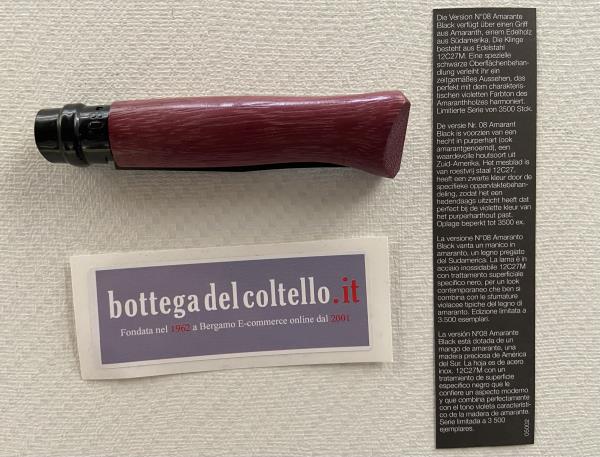 bottegadelcoltello.it
Fondata nel 1962 a Bergamo E-commerce online dal 2001
Die Version N°08 Amarante
Black verfügt über einen Griff
aus Amaranth, einem Edelholz
aus Südamerika. Die Klinge
besteht aus Edelstahl
12C27M. Eine spezielle
schwarze Oberflächenbehan-
dlung verleiht ihr ein
zeitgemäßes Aussehen, das
perfekt mit dem charakteris-
tischen violetten Farbton des
Amaranthholzes harmoniert.
Limitierte Serie von 3500 Stck.
De versie Nr. 08 Amarant
Black is voorzien van een
hecht in purperhart (ook
amarantgenoemd), een
waardevolle houtsoort uit
Zuid-Amerika. Het mesblad is
van roestvrij staal 12C27,
heeft een zwarte kleur door de
specifieke oppervlaktebehan-
deling, zodat het een
hedendaags uitzicht heeft dat
perfect bij de violette kleur van
het purperharthout past.
Oplage beperkt tot 3500 ex.
La versione N°08 Amaranto
Black vanta un manico in
amaranto, un legno pregiato
del Sudamerica. La lama è in
acciaio inossidabile 12C27M
con trattamento superficiale
specifico nero, per un look
contemporaneo che ben si
combina con le sfumature
violacee tipiche del legno di
amaranto. Edizione limitata a
3.500 esemplari.
La versión N°08 Amarante
Black está dotada de un
mango de amarante, una
madera preciosa de América
del Sur. La hoja es de acero
inox. 12C27M con un
tratamiento de superficie
específico negro que le
confiere un aspecto moderno
y que combina perfectamente
con el tono violeta característi-
co de la madera de amarante.
Serie limitada a 3 500
ejemplares.
05002